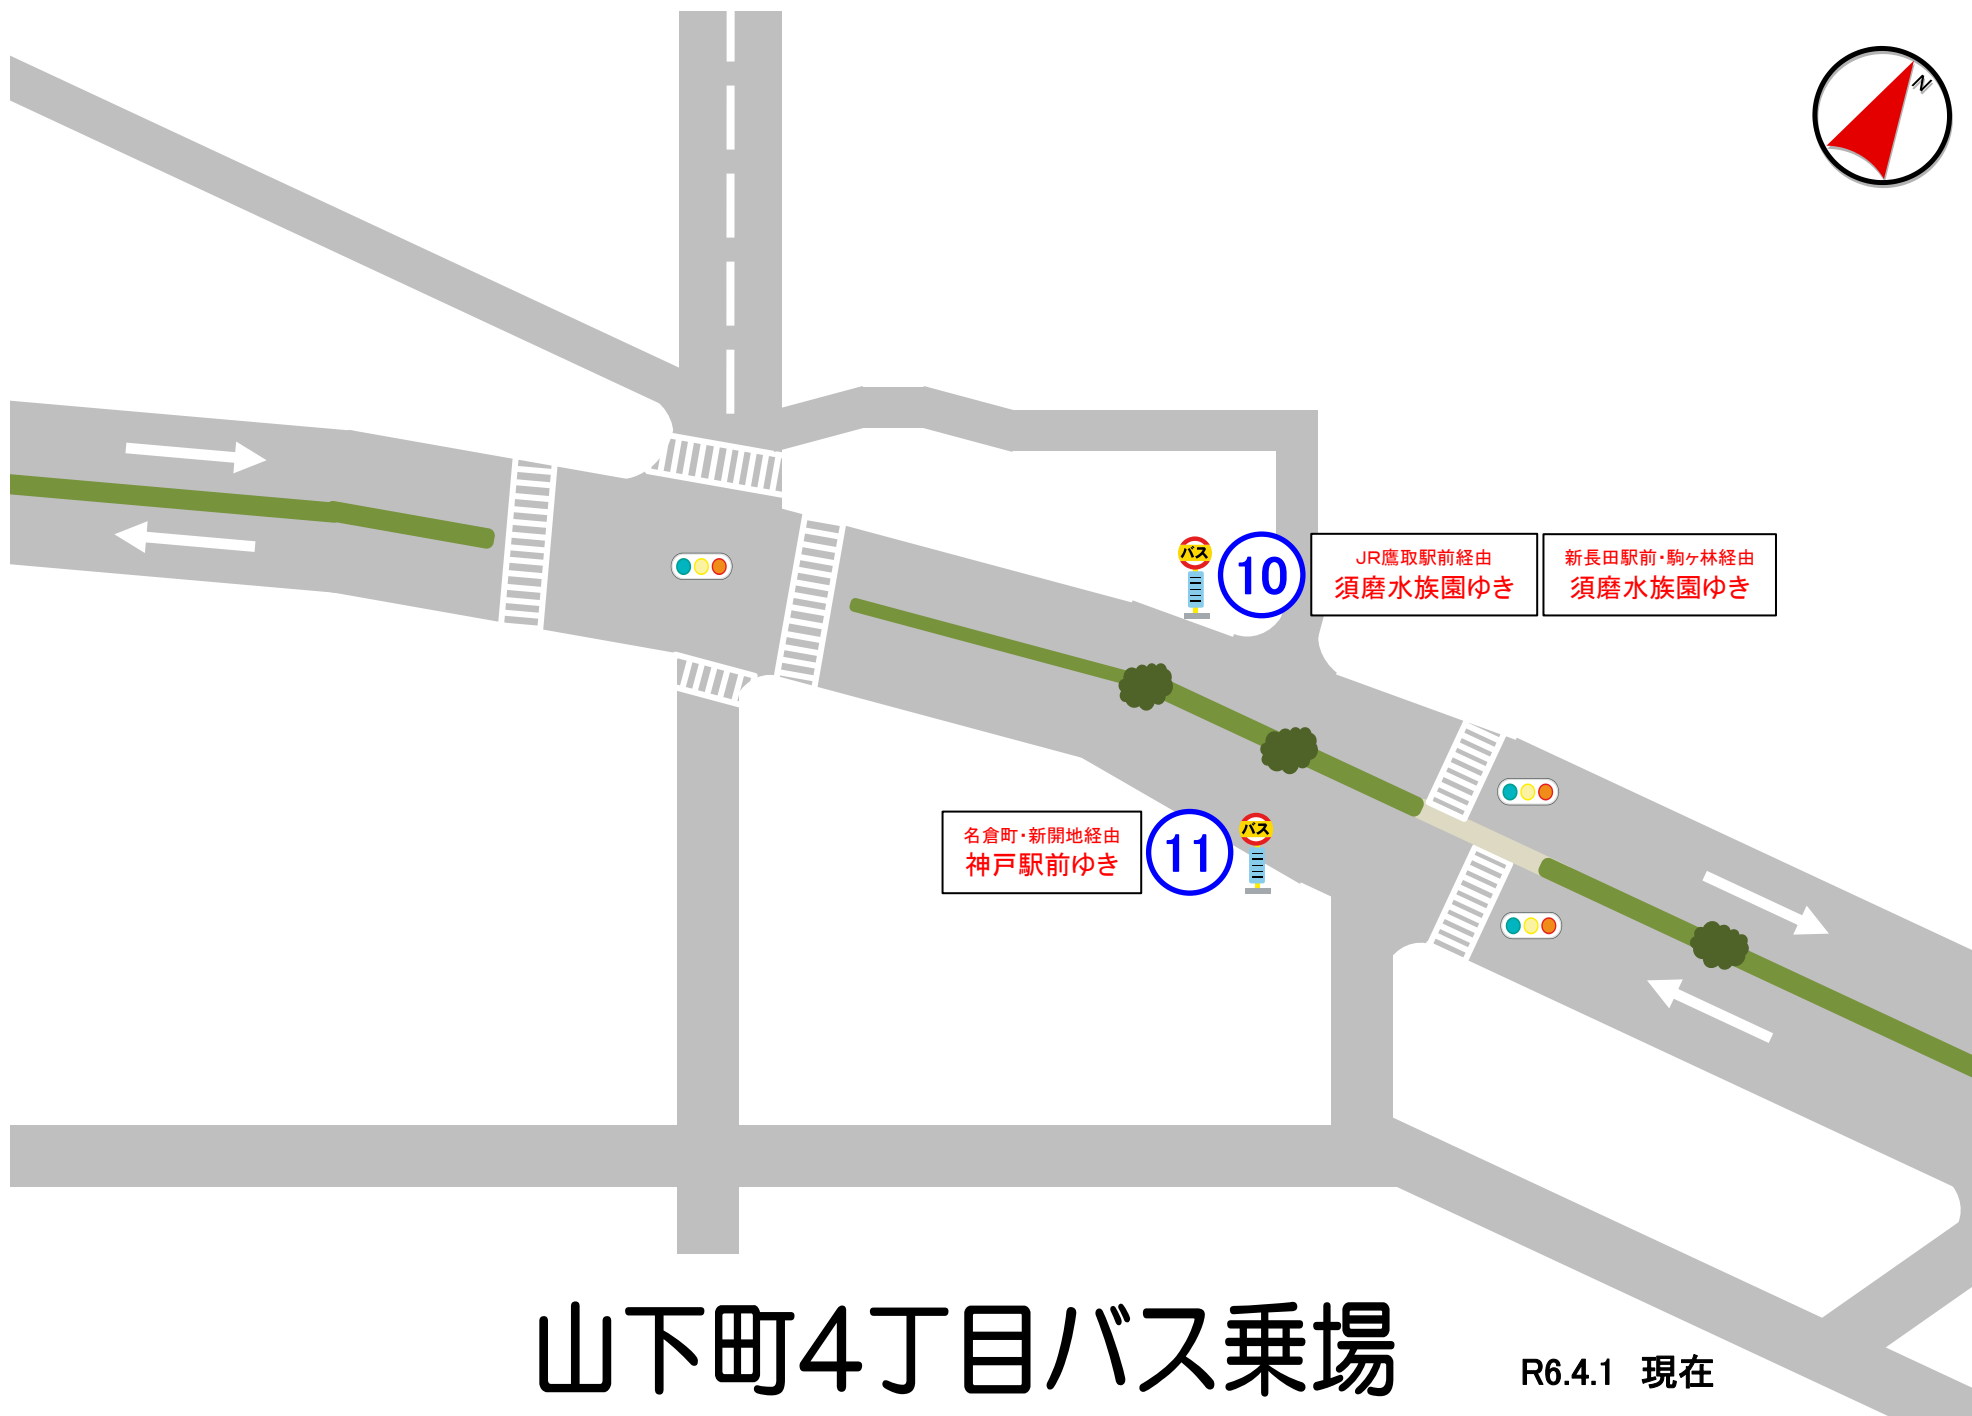 N
バス
10
JR鷹取駅前経由
須磨水族園ゆき
新長田駅前・駒ヶ林経由
須磨水族園ゆき
名倉町・新開地経由
神戸駅前ゆき
11
バス
山下町4丁目バス乗場
R6.4.1 現在